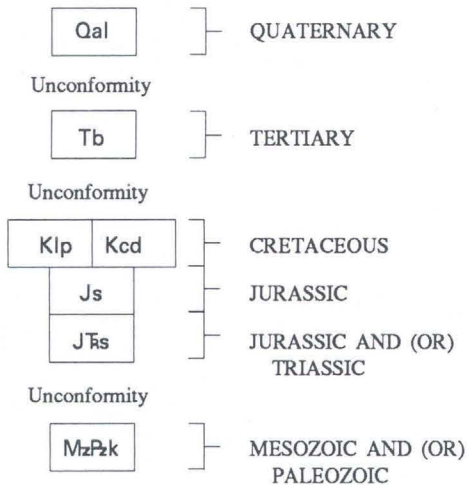 Qal QUATERNARY
Unconformity
Tb TERTIARY
Unconformity
Klp Kcd CRETACEOUS
Js JURASSIC
JTrs JURASSIC AND (OR)
TRIASSIC
Unconformity
MzPzk MESOZOIC AND (OR)
PALEOZOIC